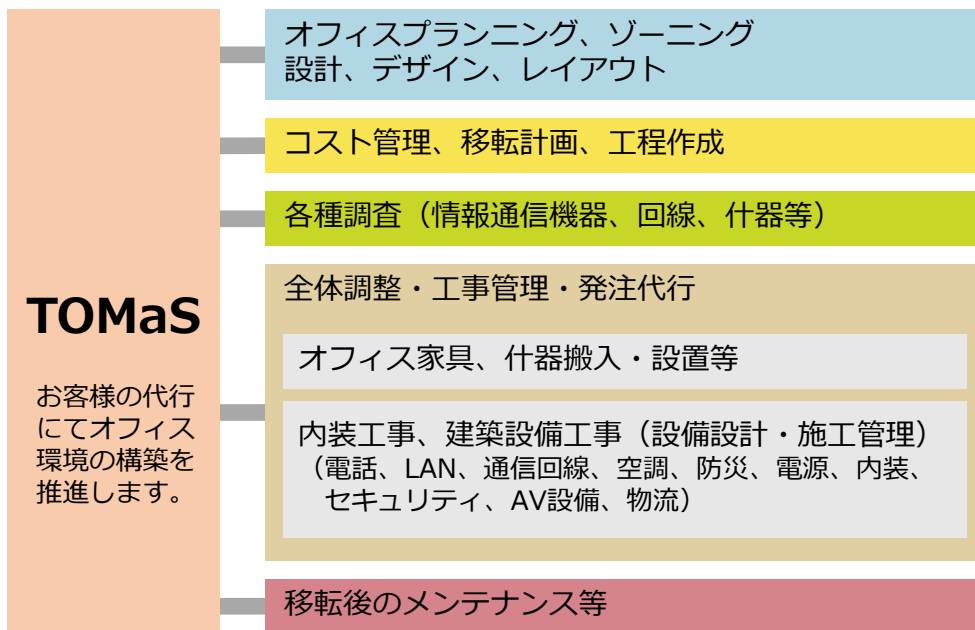 オフィスプランニング、ゾーニング
設計、デザイン、レイアウト
コスト管理、移転計画、工程作成
各種調査（情報通信機器、回線、什器等）
TOMaS
お客様の代行
にてオフィス
環境の構築を
推進します。
全体調整・工事管理・発注代行
オフィス家具、什器搬入・設置等
内装工事、建築設備工事（設備設計・施工管理）
（電話、LAN、通信回線、空調、防災、電源、内装、
セキュリティ、AV設備、物流）
移転後のメンテナンス等